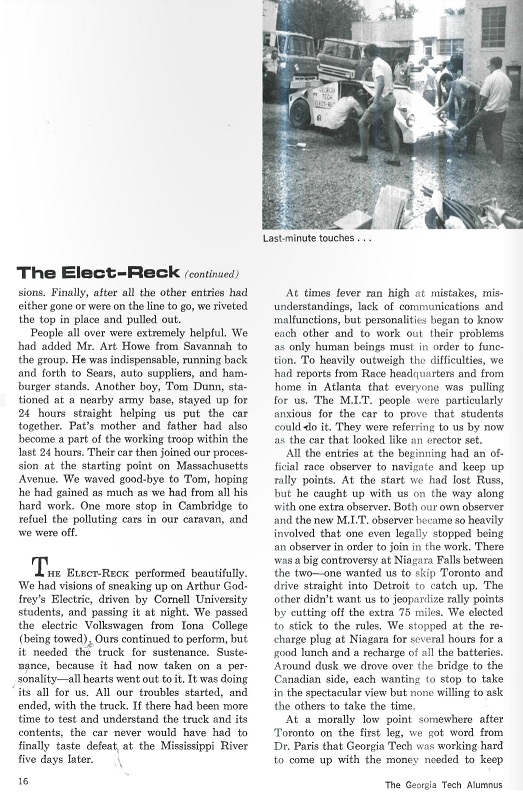 GEORGIA
TECH
Last-minute touches . . .
The Elect-Reck (continued)
sions. Finally, after all the other entries had
either gone or were on the line to go, we riveted
the top in place and pulled out.
People all over were extremely helpful. We
had added Mr. Art Howe from Savannah to
the group. He was indispensable, running back
and forth to Sears, auto suppliers, and ham-
burger stands. Another boy, Tom Dunn, sta-
tioned at a nearby army base, stayed up for
24 hours straight helping us put the car
together. Pat's mother and father had also
become a part of the working troop within the
last 24 hours. Their car then joined our proces-
sion at the starting point on Massachusetts
Avenue. We waved good-bye to Tom, hoping
he had gained as much as we had from all his
hard work. One more stop in Cambridge to
refuel the polluting cars in our caravan, and
we were off.
THE ELECT-RECK performed beautifully.
We had visions of sneaking up on Arthur God-
frey's Electric, driven by Cornell University
students, and passing it at night. We passed
the electric Volkswagen from Iona College
(being towed). Ours continued to perform, but
it needed the truck for sustenance. Suste-
nance, because it had now taken on a per-
sonality—all hearts went out to it. It was doing
its all for us. All our troubles started, and
ended, with the truck. If there had been more
time to test and understand the truck and its
contents, the car never would have had to
finally taste defeat at the Mississippi River
five days later.
At times fever ran high at mistakes, mis-
understandings, lack of communications and
malfunctions, but personalities began to know
each other and to work out their problems
as only human beings must in order to func-
tion. To heavily outweigh the difficulties, we
had reports from Race headquarters and from
home in Atlanta that everyone was pulling
for us. The M.I.T. people were particularly
anxious for the car to prove that students
could do it. They were referring to us by now
as the car that looked like an erector set.
All the entries at the beginning had an of-
ficial race observer to navigate and keep up
rally points. At the start we had lost Russ,
but he caught up with us on the way along
with one extra observer. Both our own observer
and the new M.I.T. observer became so heavily
involved that one even legally stopped being
an observer in order to join in the work. There
was a big controversy at Niagara Falls between
the two—one wanted us to skip Toronto and
drive straight into Detroit to catch up. The
other didn't want us to jeopardize rally points
by cutting off the extra 75 miles. We elected
to stick to the rules. We stopped at the re-
charge plug at Niagara for several hours for a
good lunch and a recharge of all the batteries.
Around dusk we drove over the bridge to the
Canadian side, each wanting to stop to take
in the spectacular view but none willing to ask
the others to take the time.
At a morally low point somewhere after
Toronto on the first leg, we got word from
Dr. Paris that Georgia Tech was working hard
to come up with the money needed to keep
16
The Georgia Tech Alumnus